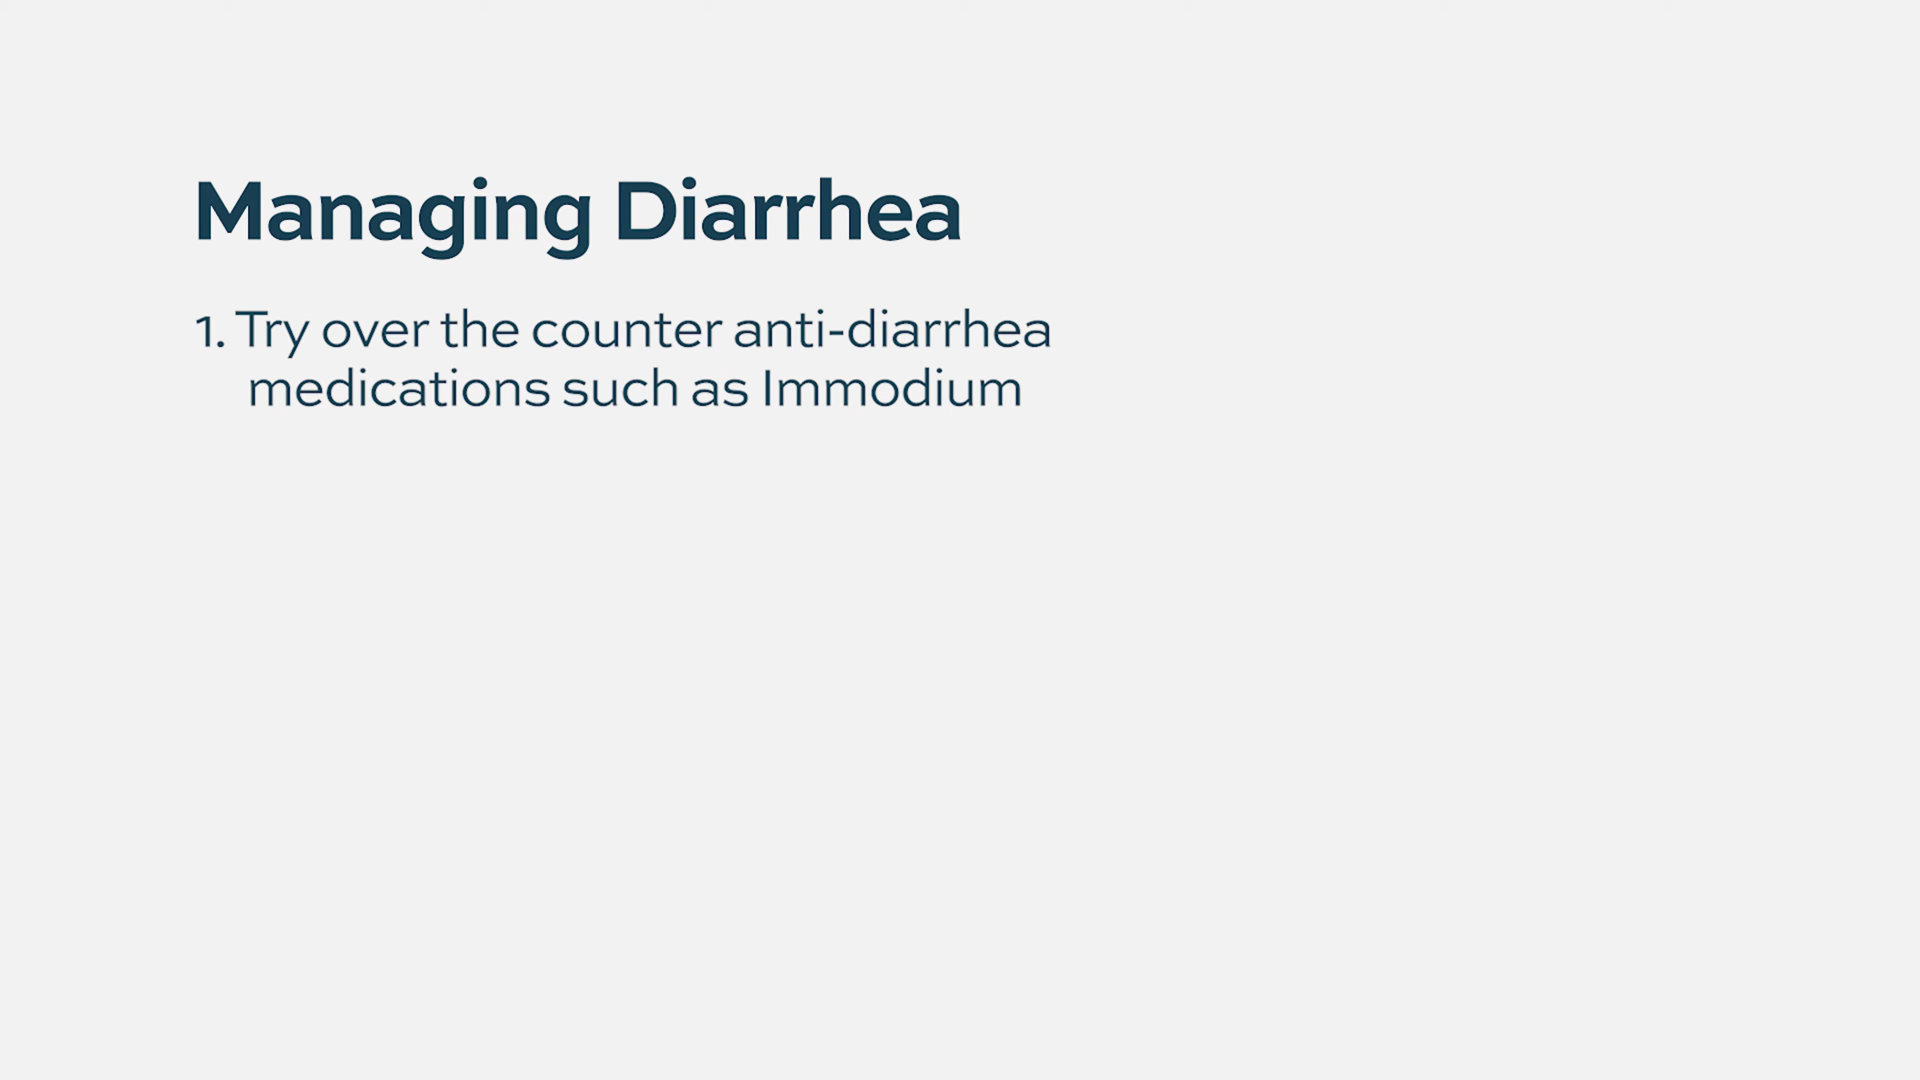 Managing Diarrhea
1. Try over the counter anti-diarrhea
medications such as Immodium